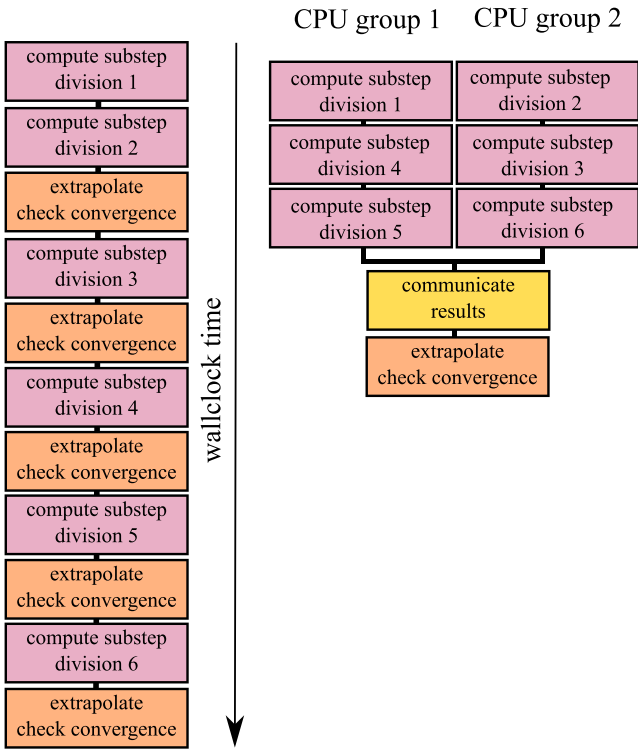 compute substep
division 1
compute substep
division 2
extrapolate
check convergence
compute substep
division 3
extrapolate
check convergence
compute substep
division 4
extrapolate
check convergence
compute substep
division 5
extrapolate
check convergence
compute substep
division 6
extrapolate
check convergence
wallclock time
CPU group 1
CPU group 2
compute substep
division 1
compute substep
division 2
compute substep
division 4
compute substep
division 3
compute substep
division 5
compute substep
division 6
communicate
results
extrapolate
check convergence